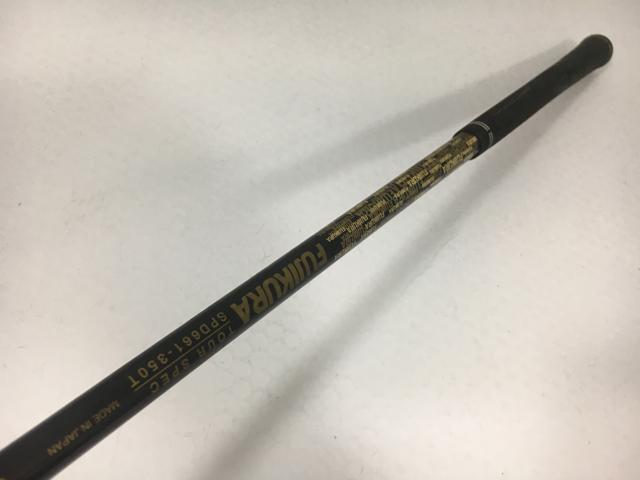 FUJIKURA
TOUR SPEC
SPD661-350T
MADE IN JAPAN